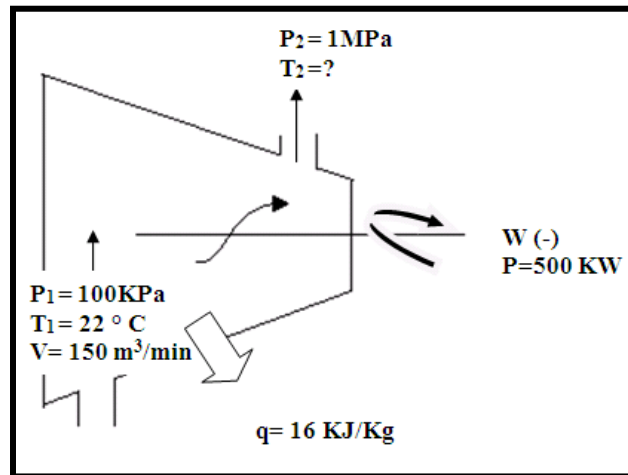 P₂ = 1MPa
T₂ =?
W (-)
P=500 KW
P₁ = 100KPa
T₁ = 22 ° C
V= 150 m³/min
q= 16 KJ/Kg